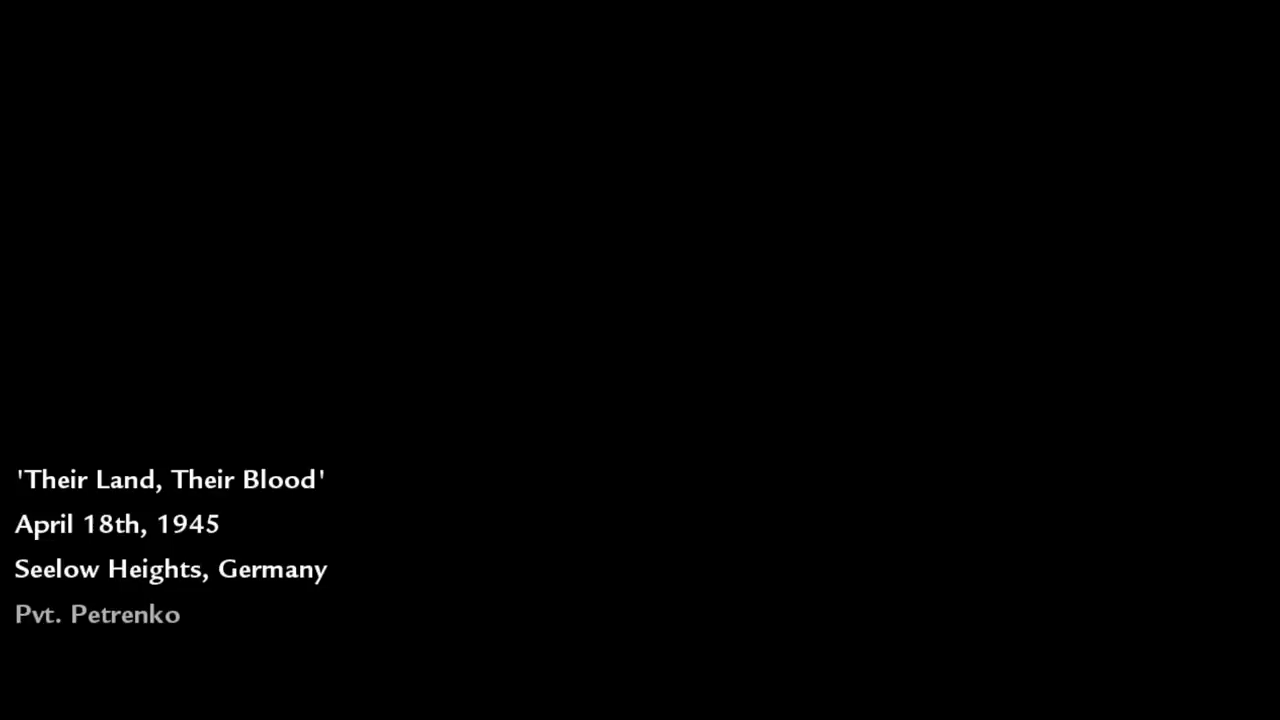 'Their Land, Their Blood'
April 18th, 1945
Seelow Heights, Germany
Pvt. Petrenko